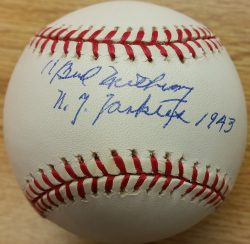 "Bud Metheny
N. Y. Yankees 1943